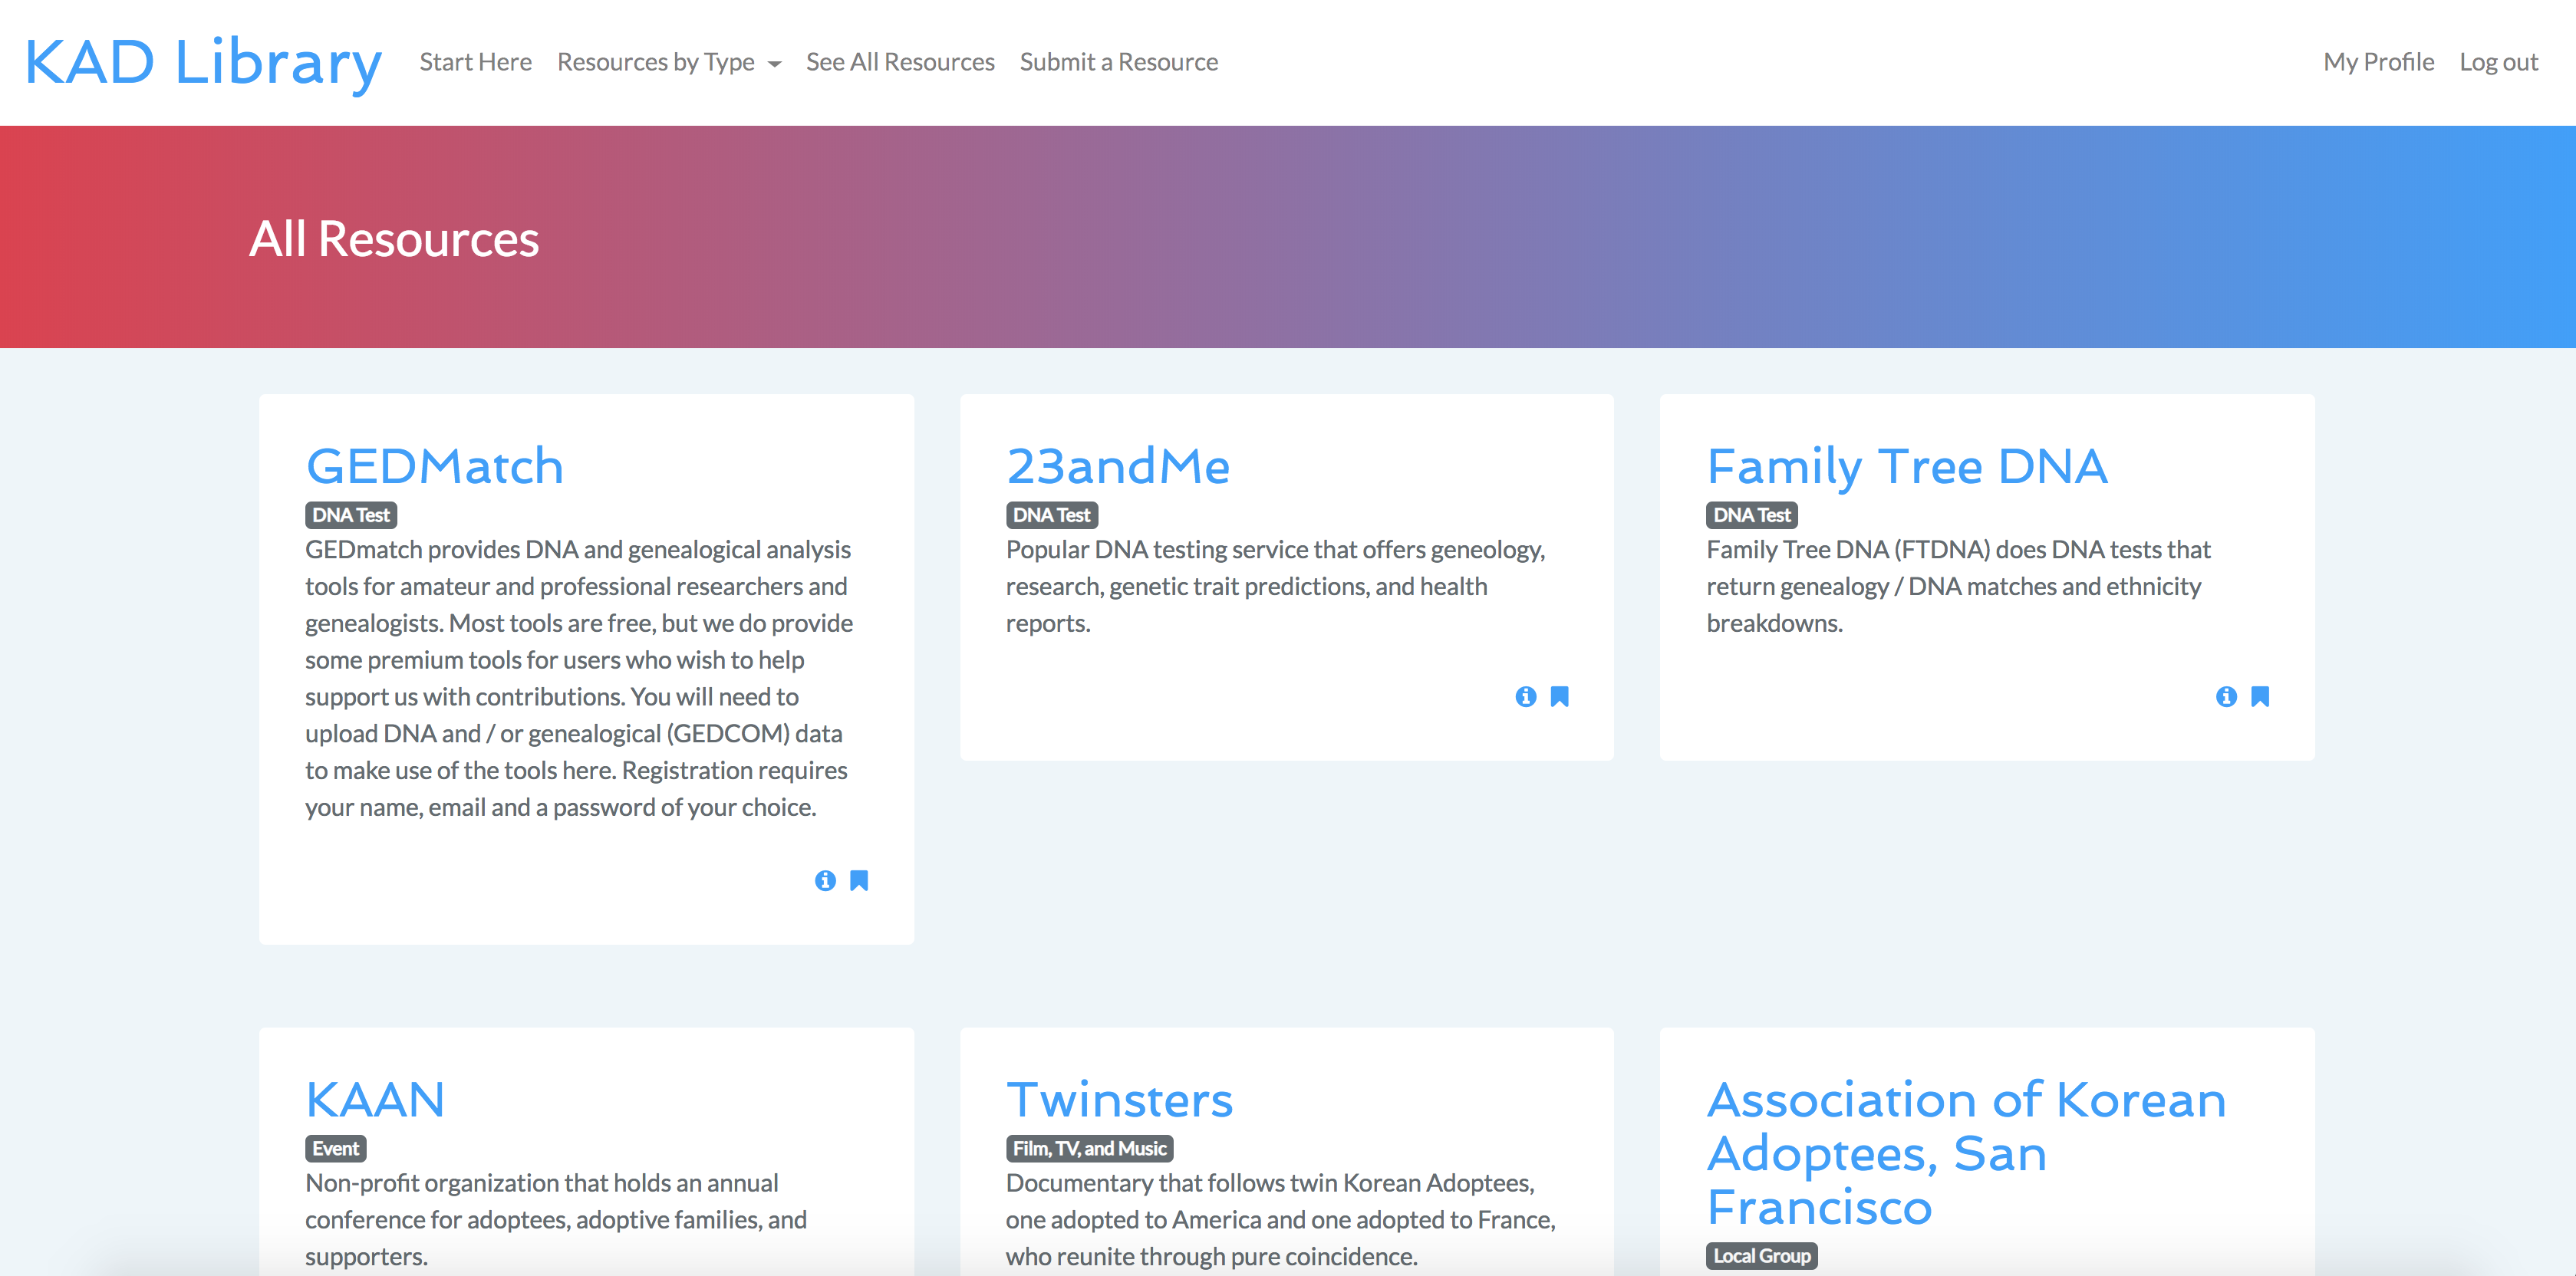 KAD Library
Start Here
Resources by Type
See All Resources
Submit a Resource
My Profile
Log out
All Resources
GEDMatch
DNA Test
GEDmatch provides DNA and genealogical analysis
tools for amateur and professional researchers and
genealogists. Most tools are free, but we do provide
some premium tools for users who wish to help
support us with contributions. You will need to
upload DNA and / or genealogical (GEDCOM) data
to make use of the tools here. Registration requires
your name, email and a password of your choice.
23andMe
DNA Test
Popular DNA testing service that offers geneology,
research, genetic trait predictions, and health
reports.
Family Tree DNA
DNA Test
Family Tree DNA (FTDNA) does DNA tests that
return genealogy / DNA matches and ethnicity
breakdowns.
KAAN
Event
Non-profit organization that holds an annual
conference for adoptees, adoptive families, and
supporters.
Twinsters
Film, TV, and Music
Documentary that follows twin Korean Adoptees,
one adopted to America and one adopted to France,
who reunite through pure coincidence.
Association of Korean
Adoptees, San
Francisco
Local Group